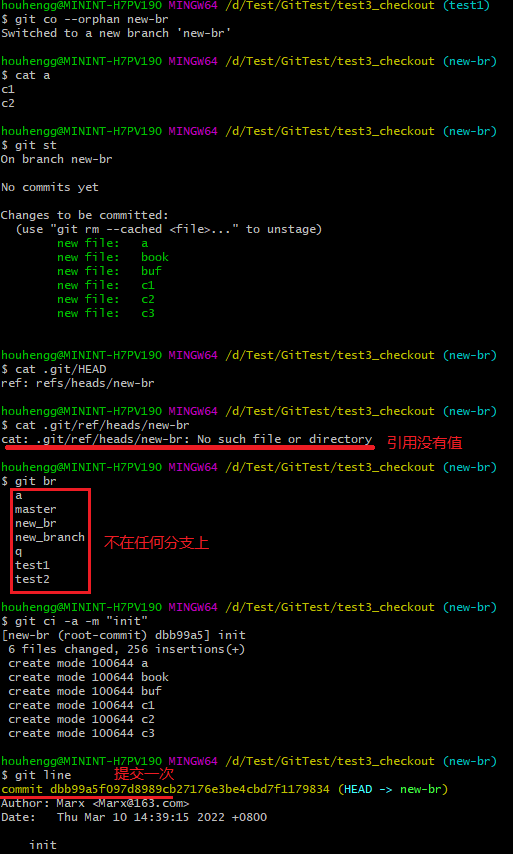 houhengg@MININT-H7PV190 MINGW64 /d/Test/GitTest/test3_checkout (test1)
$ git co --orphan new-br
Switched to a new branch 'new-br'
houhengg@MININT-H7PV190 MINGW64 /d/Test/GitTest/test3_checkout (new-br)
$ cat a
c1
c2
houhengg@MININT-H7PV190 MINGW64 /d/Test/GitTest/test3_checkout (new-br)
$ git st
On branch new-br
No commits yet
Changes to be committed:
(use "git rm --cached <file>..." to unstage)
new file:   a
new file:   book
new file:   buf
new file:   c1
new file:   c2
new file:   c3
houhengg@MININT-H7PV190 MINGW64 /d/Test/GitTest/test3_checkout (new-br)
$ cat .git/HEAD
ref: refs/heads/new-br
houhengg@MININT-H7PV190 MINGW64 /d/Test/GitTest/test3_checkout (new-br)
$ cat .git/ref/heads/new-br
cat: .git/ref/heads/new-br: No such file or directory 引用没有值
houhengg@MININT-H7PV190 MINGW64 /d/Test/GitTest/test3_checkout (new-br)
$ git br
a
master
new_br
new_branch 不在任何分支上
q
test1
test2
houhengg@MININT-H7PV190 MINGW64 /d/Test/GitTest/test3_checkout (new-br)
$ git ci -a -m "init"
[new-br (root-commit) dbb99a5] init
6 files changed, 256 insertions(+)
create mode 100644 a
create mode 100644 book
create mode 100644 buf
create mode 100644 c1
create mode 100644 c2
create mode 100644 c3
houhengg@MININT-H7PV190 MINGW64 /d/Test/GitTest/test3_checkout (new-br)
$ git line 提交一次
commit dbb99a5f097d8989cb27176e3be4cbd7f1179834 (HEAD -> new-br)
Author: Marx <Marx@163.com>
Date:   Thu Mar 10 14:39:15 2022 +0800
init